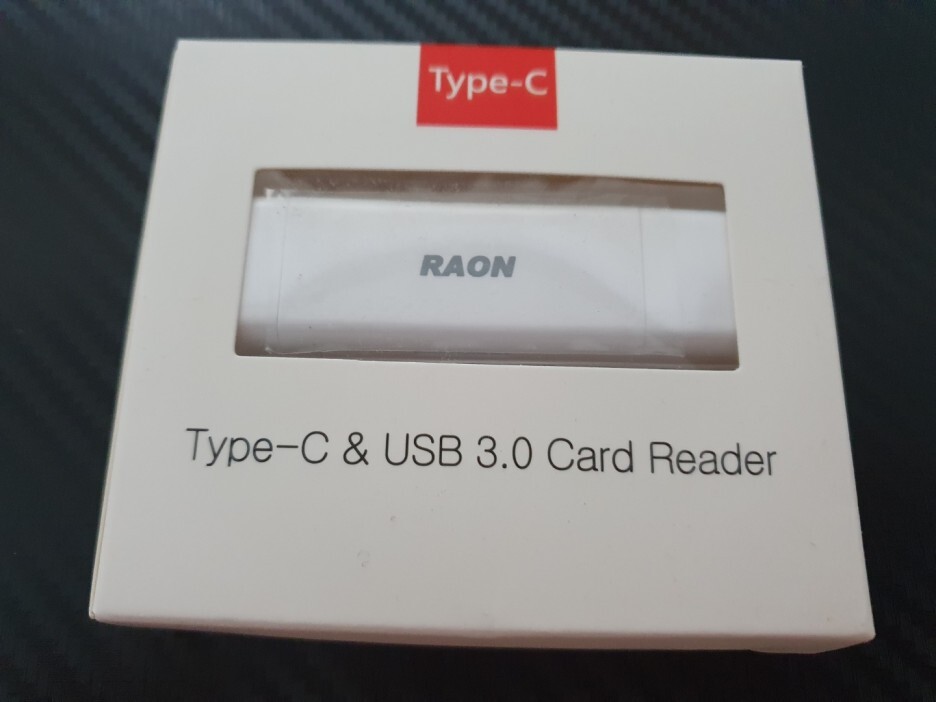 Type-C
RAON
Type-C & USB 3.0 Card Reader